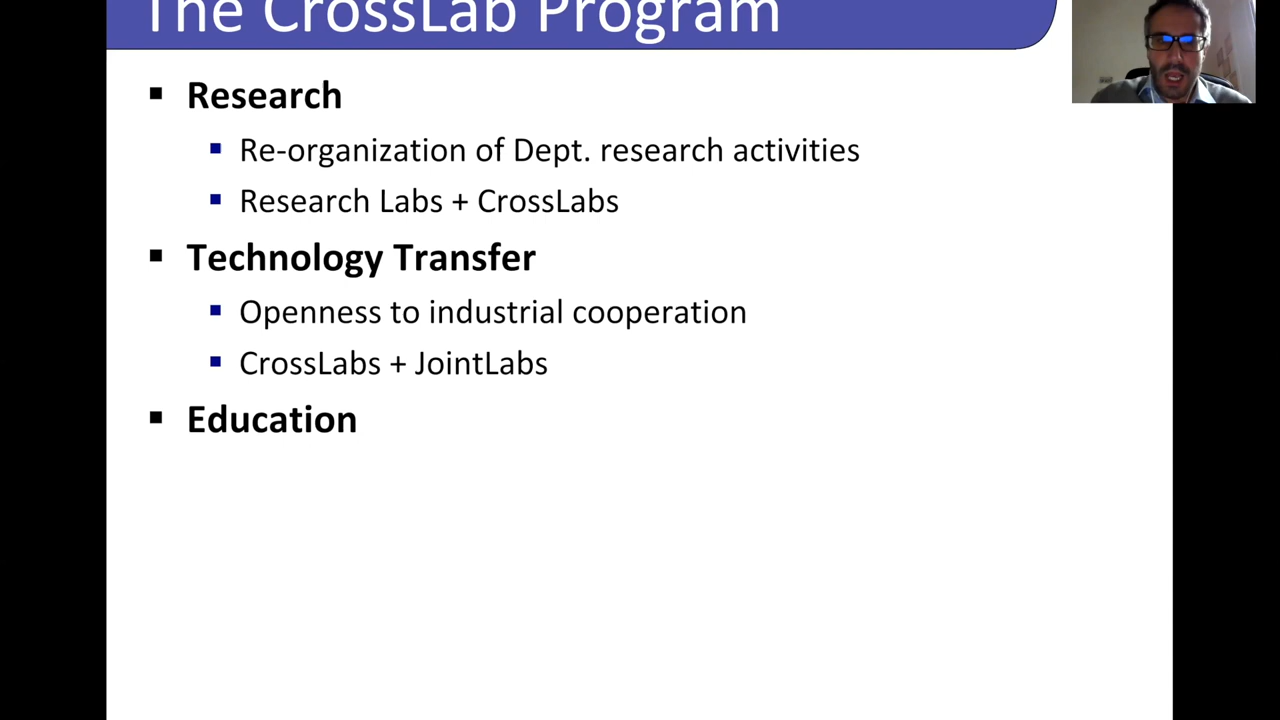 The CrossLab Program
Research
Re-organization of Dept. research activities
Research Labs + CrossLabs
Technology Transfer
Openness to industrial cooperation
CrossLabs + JointLabs
Education